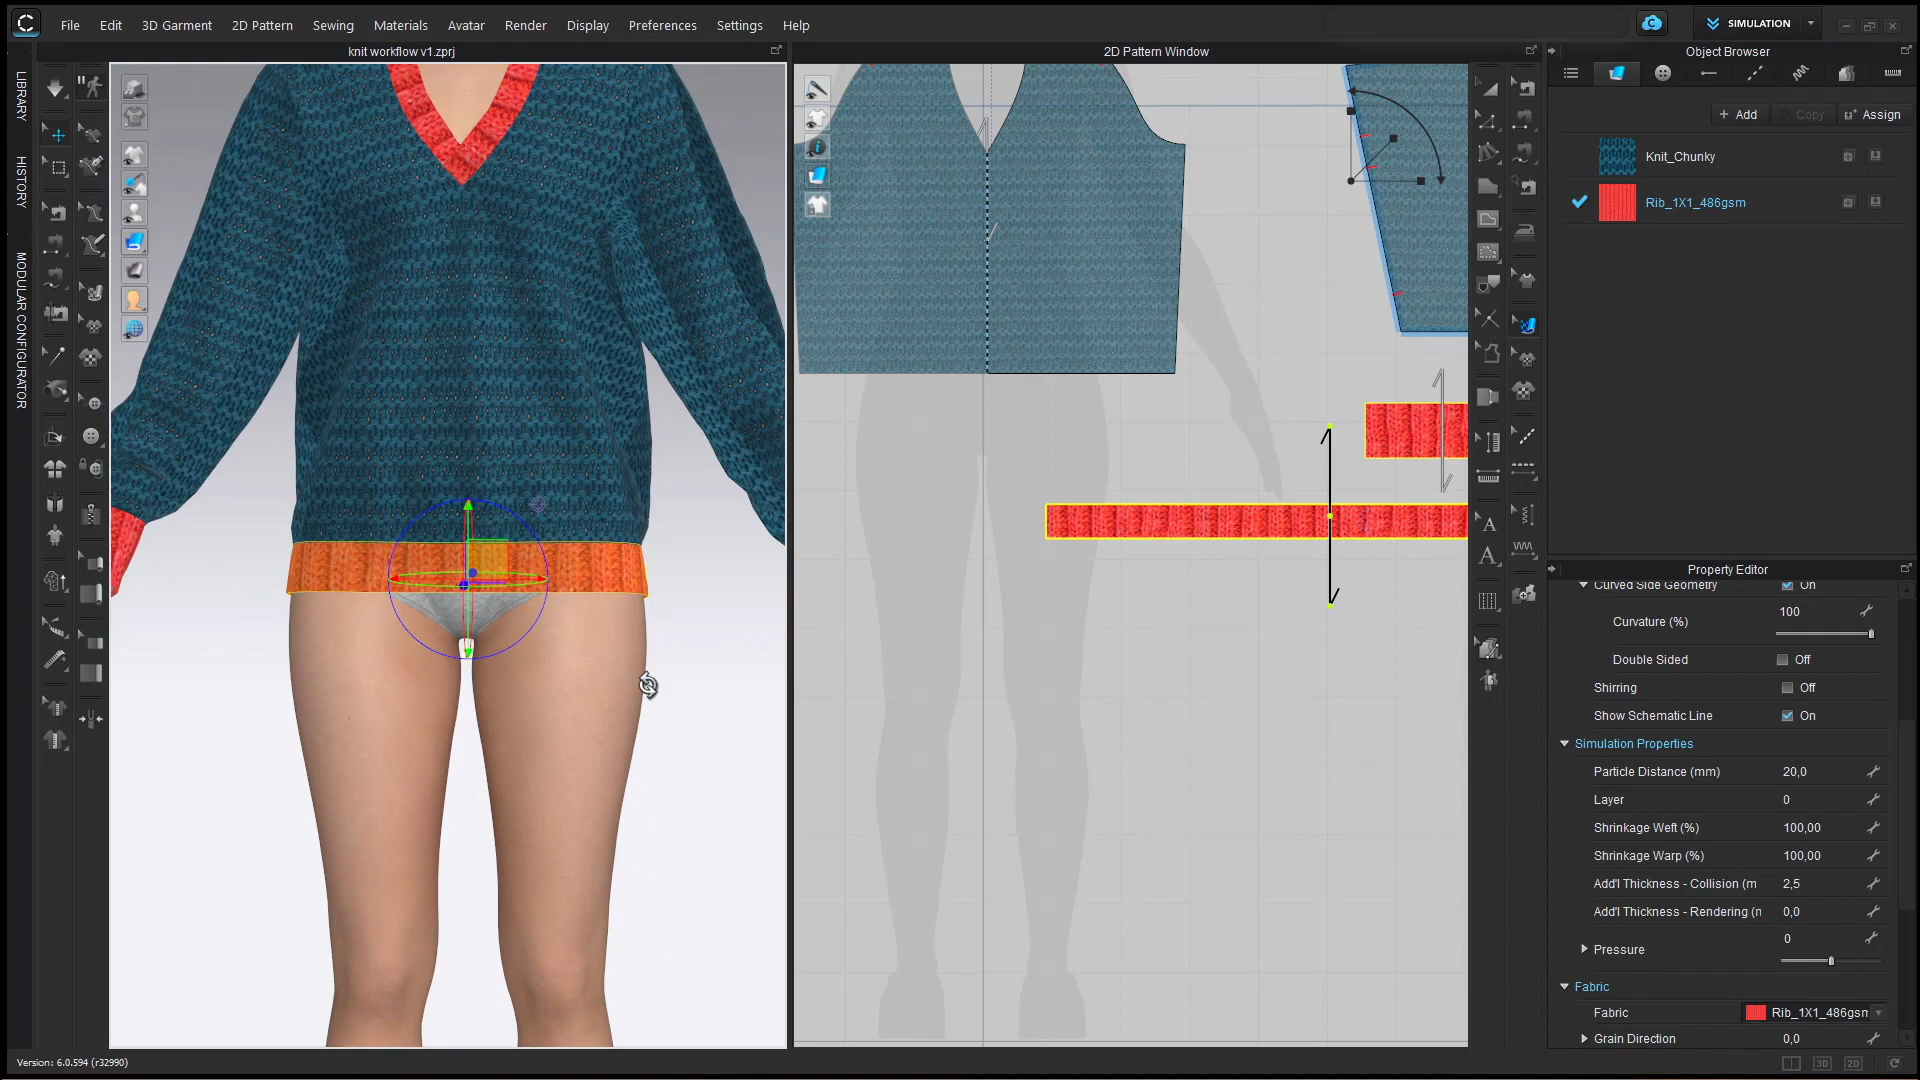 File Edit 3D Garment 2D Pattern Sewing Materials Avatar Render Display Preferences Settings Help
SIMULATION
knit workflow v1.zprj
2D Pattern Window
Object Browser
LIBRARY
HISTORY
MODULAR CONFIGURATOR
+ Add
Copy
Assign
Knit_Chunky
Rib_1X1_486gsm
Property Editor
Curved Side Geometry On
100
Curvature (%)
Double Sided Off
Shirring Off
Show Schematic Line On
Simulation Properties
Particle Distance (mm) 20,0
Layer 0
Shrinkage Weft (%) 100,00
Shrinkage Warp (%) 100,00
Add'l Thickness - Collision (m 2,5
Add'l Thickness - Rendering (n 0,0
0
Pressure
Fabric
Fabric Rib_1X1_486gsm
Grain Direction 0,0
Version: 6.0.594 (r32990)
3D
2D